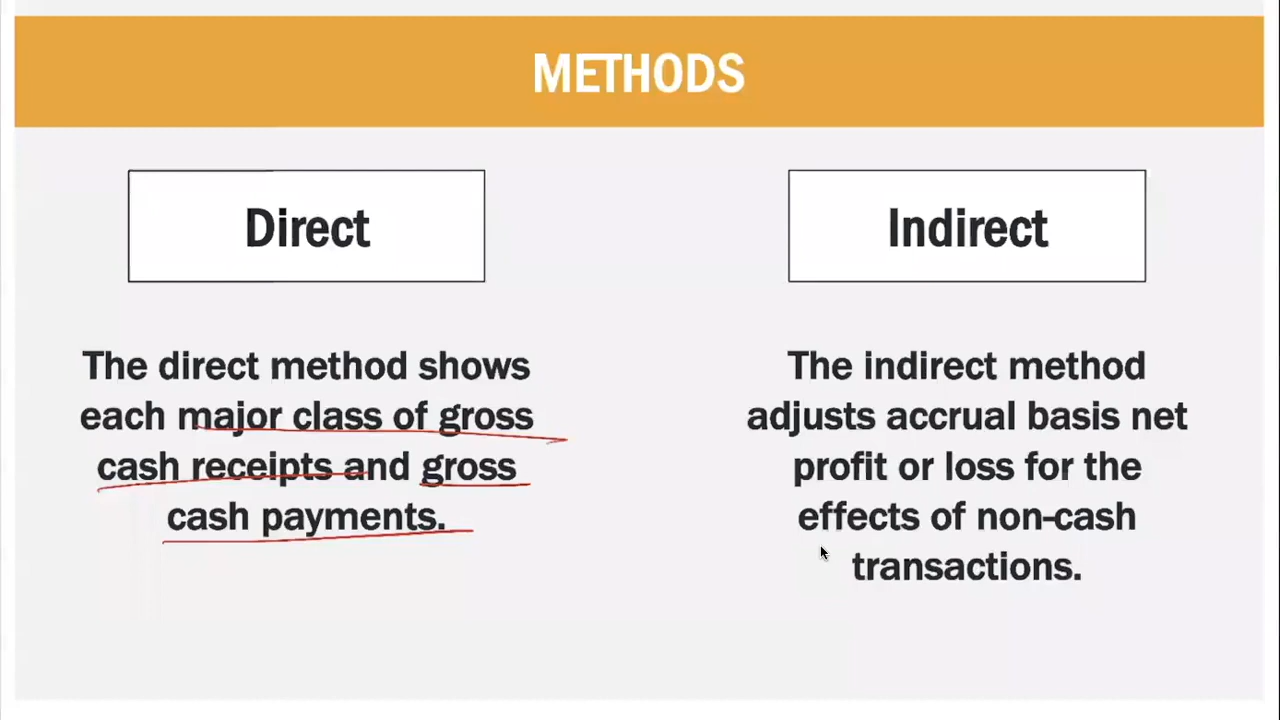 METHODS
Direct
The direct method shows
each major class of gross
cash receipts and gross
cash payments.
Indirect
The indirect method
adjusts accrual basis net
profit or loss for the
effects of non-cash
transactions.